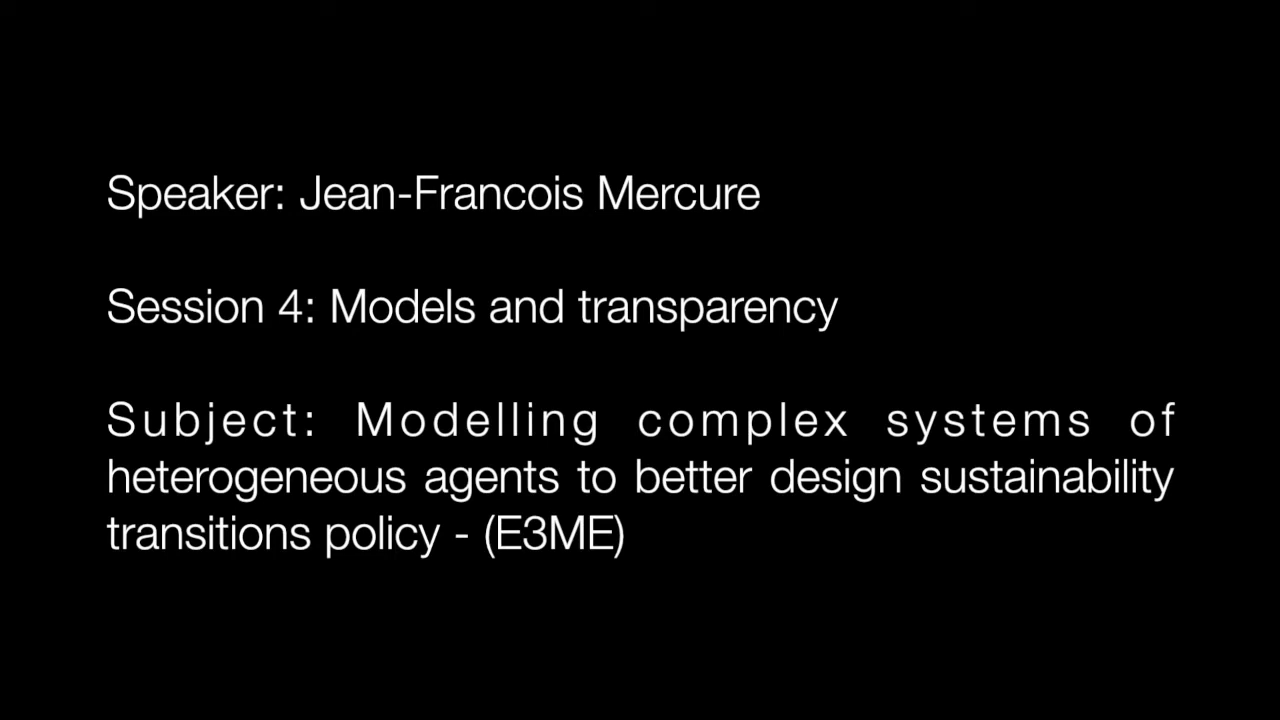 Speaker: Jean-Francois Mercure
Session 4: Models and transparency
Subject: Modelling complex systems of
heterogeneous agents to better design sustainability
transitions policy - (E3ME)